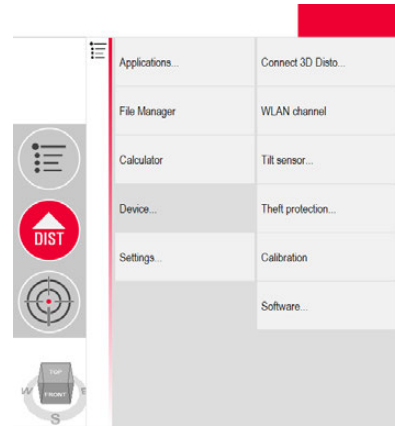 Applications...
File Manager
Calculator
Device...
Settings...
Connect 3D Disto...
WLAN channel
Tilt sensor...
Theft protection...
Calibration
Software...
DIST
TOP
W
FRONT
E
S